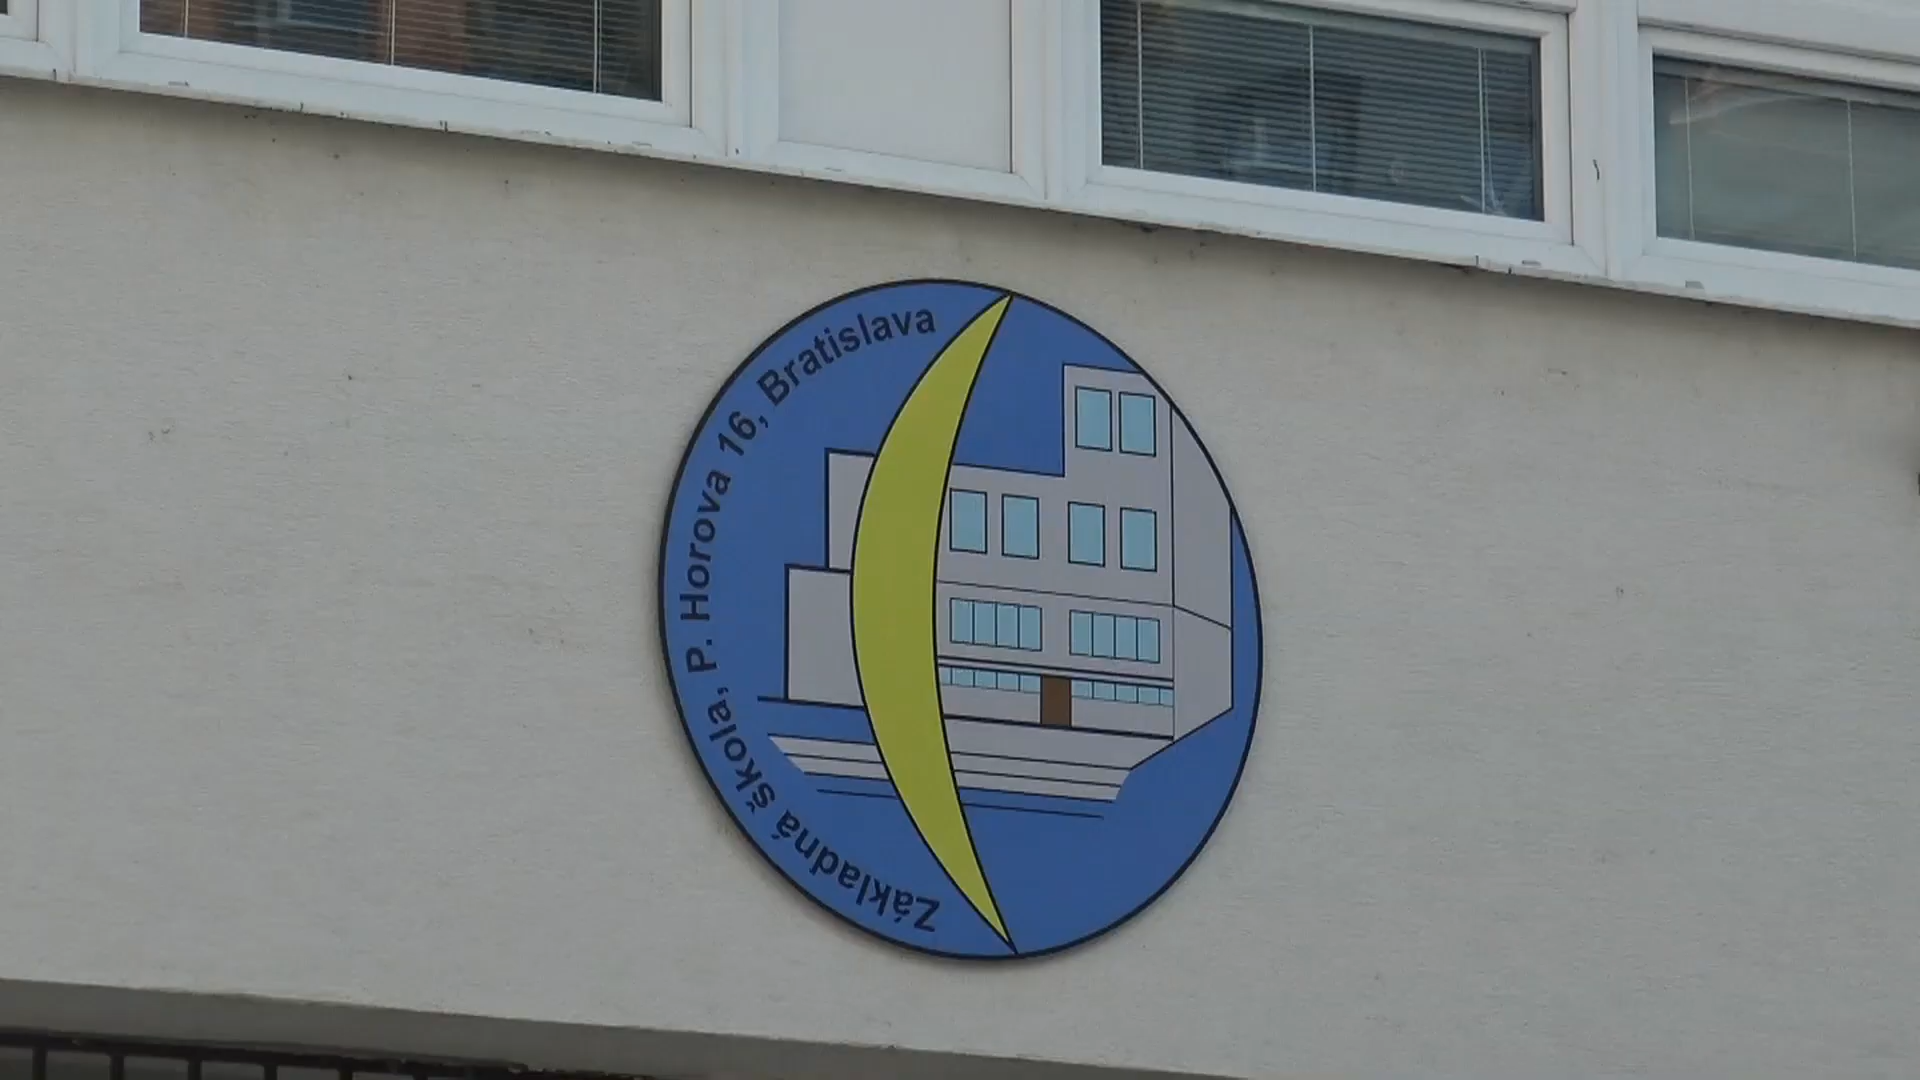 Základná škola, P. Horova 16, Bratislava